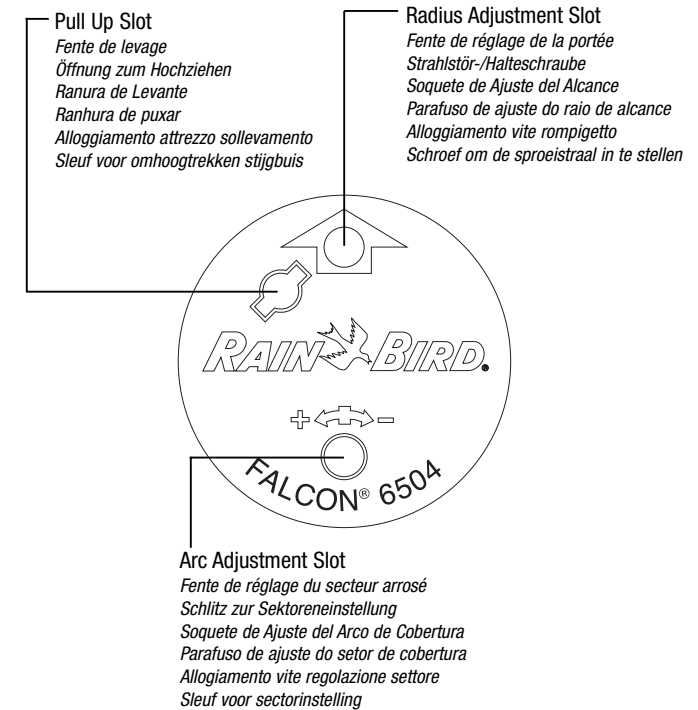 Pull Up Slot
Fente de levage
Öffnung zum Hochziehen
Ranura de Levante
Ranhura de puxar
Alloggiamento attrezzo sollevamento
Sleuf voor omhoogtrekken stijgbuis
Radius Adjustment Slot
Fente de réglage de la portée
Strahlstör-/Halteschraube
Soquete de Ajuste del Alcance
Parafuso de ajuste do raio de alcance
Alloggiamento vite rompigetto
Schroef om de sproeistraal in te stellen
RAIN BIRD®
+ -
FALCON® 6504
Arc Adjustment Slot
Fente de réglage du secteur arrosé
Schlitz zur Sektoreneinstellung
Soquete de Ajuste del Arco de Cobertura
Parafuso de ajuste do setor de cobertura
Allogiamento vite regolazione settore
Sleuf voor sectorinstelling